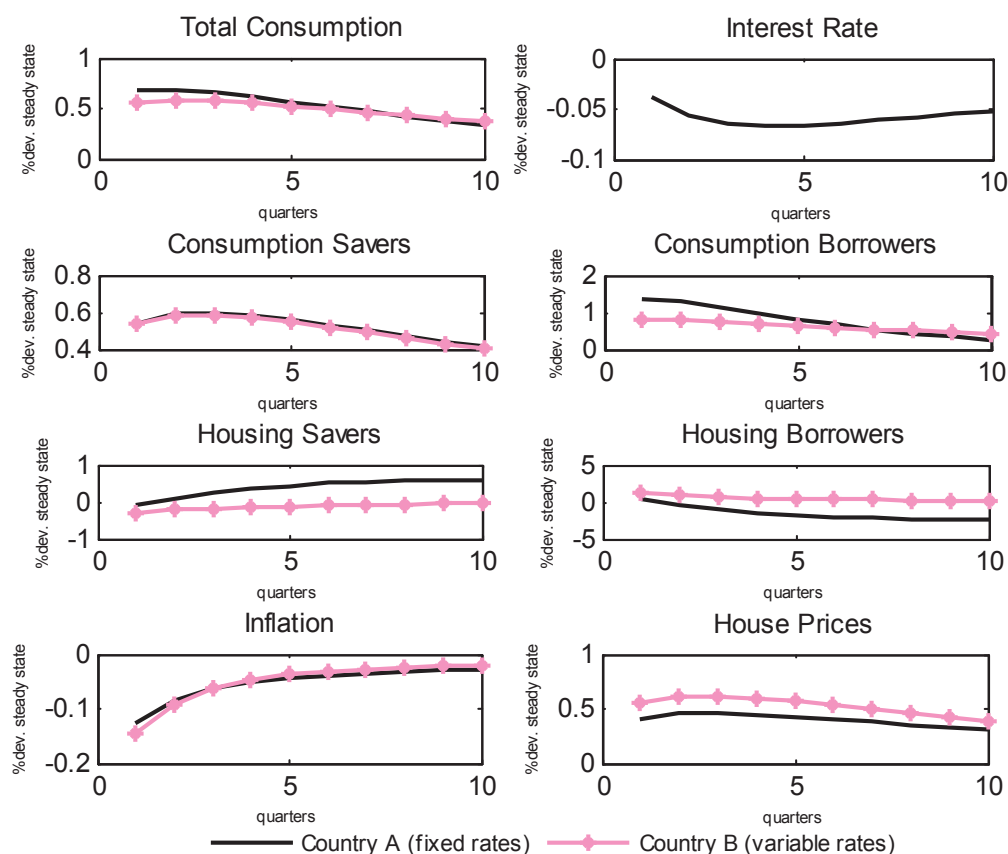 Total Consumption
%dev. steady state
1
0.5
0
0 5 10
quarters
Interest Rate
%dev. steady state
0
-0.05
-0.1
0 5 10
quarters
Consumption Savers
%dev. steady state
0.8
0.6
0.4
0 5 10
quarters
Consumption Borrowers
%dev. steady state
2
1
0
0 5 10
quarters
Housing Savers
%dev. steady state
1
0
-1
0 5 10
quarters
Housing Borrowers
%dev. steady state
5
0
-5
0 5 10
quarters
Inflation
%dev. steady state
0
-0.1
-0.2
0 5 10
House Prices
%dev. steady state
1
0.5
0
0 5 10
Country A (fixed rates) Country B (variable rates)